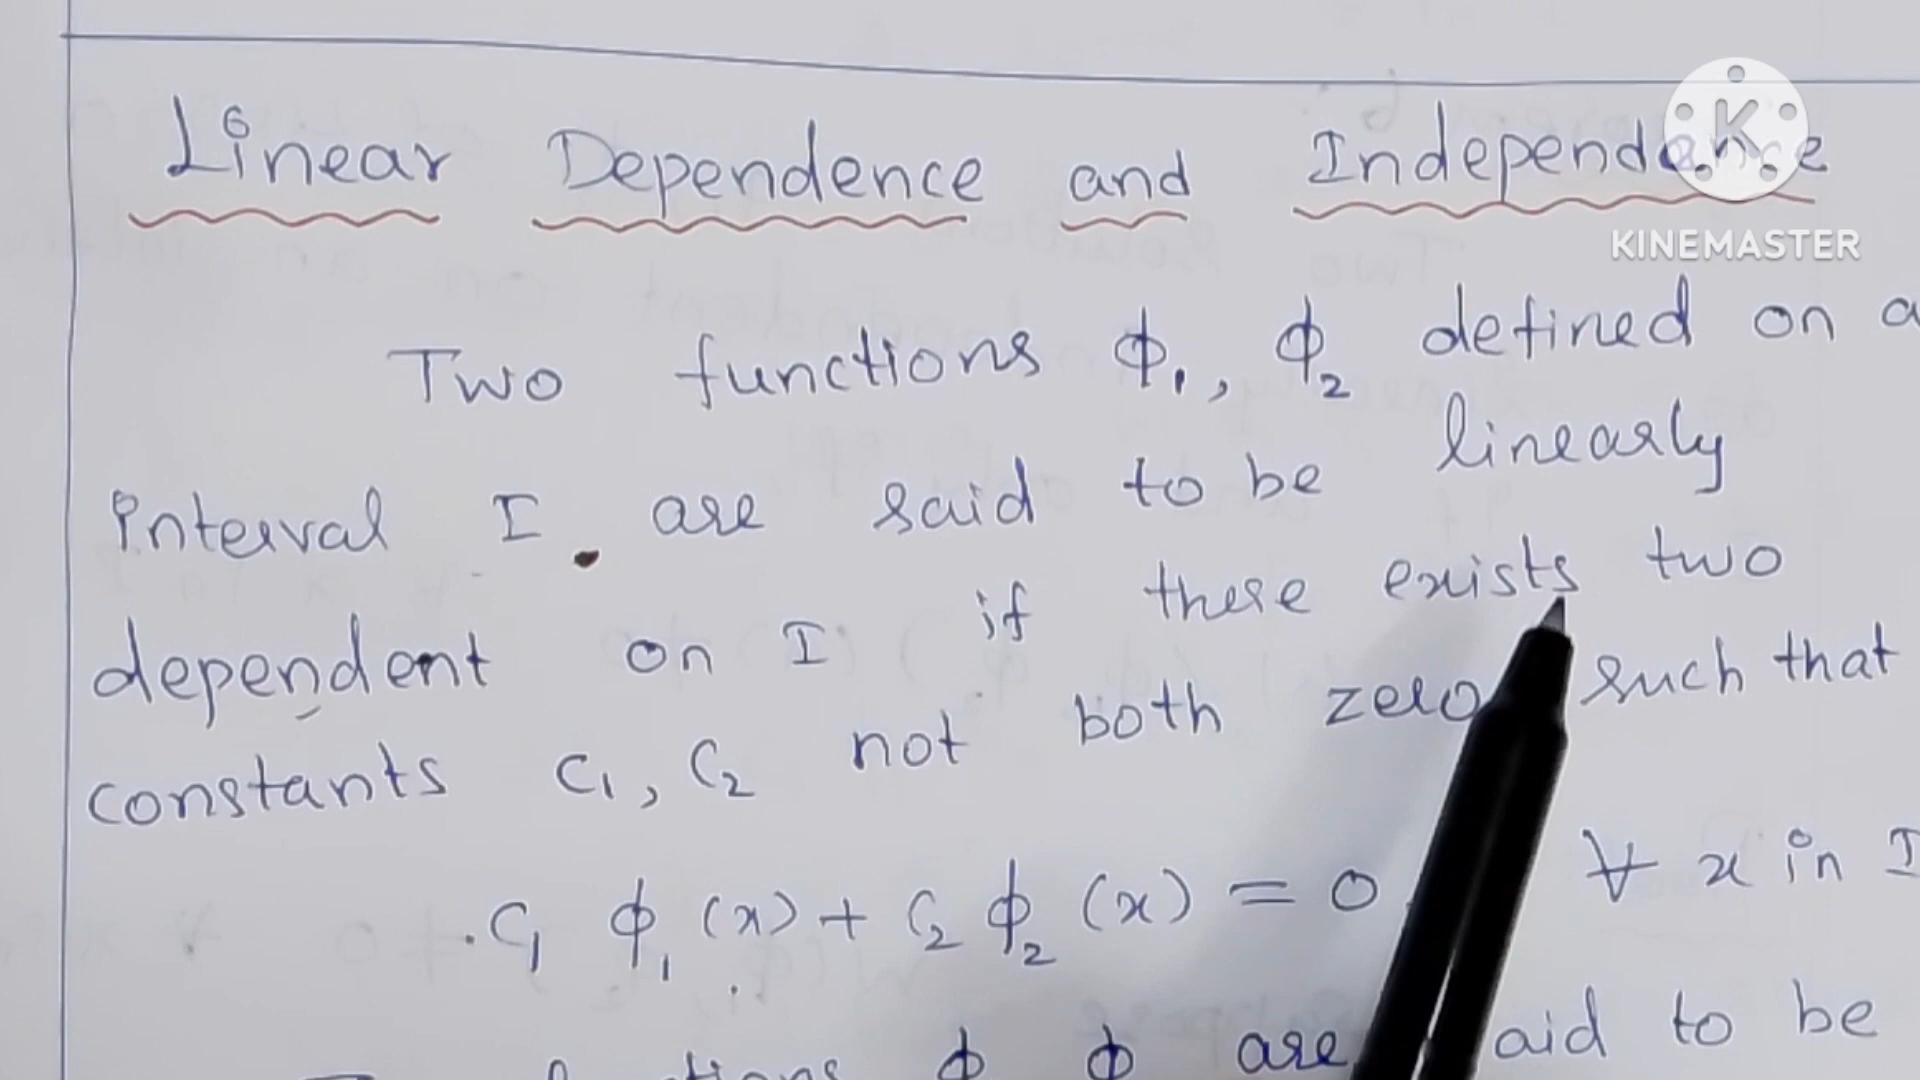 Linear Dependence and Independence
K
KINEMASTER
Two functions ϕ₁, ϕ₂ defined on a
interval I are said to be linearly
dependent on I if there exists two
constants c₁, c₂ not both zero such that
c₁ ϕ₁(x) + c₂ ϕ₂(x) = 0 ∀ x in I
ϕ ϕ are said to be